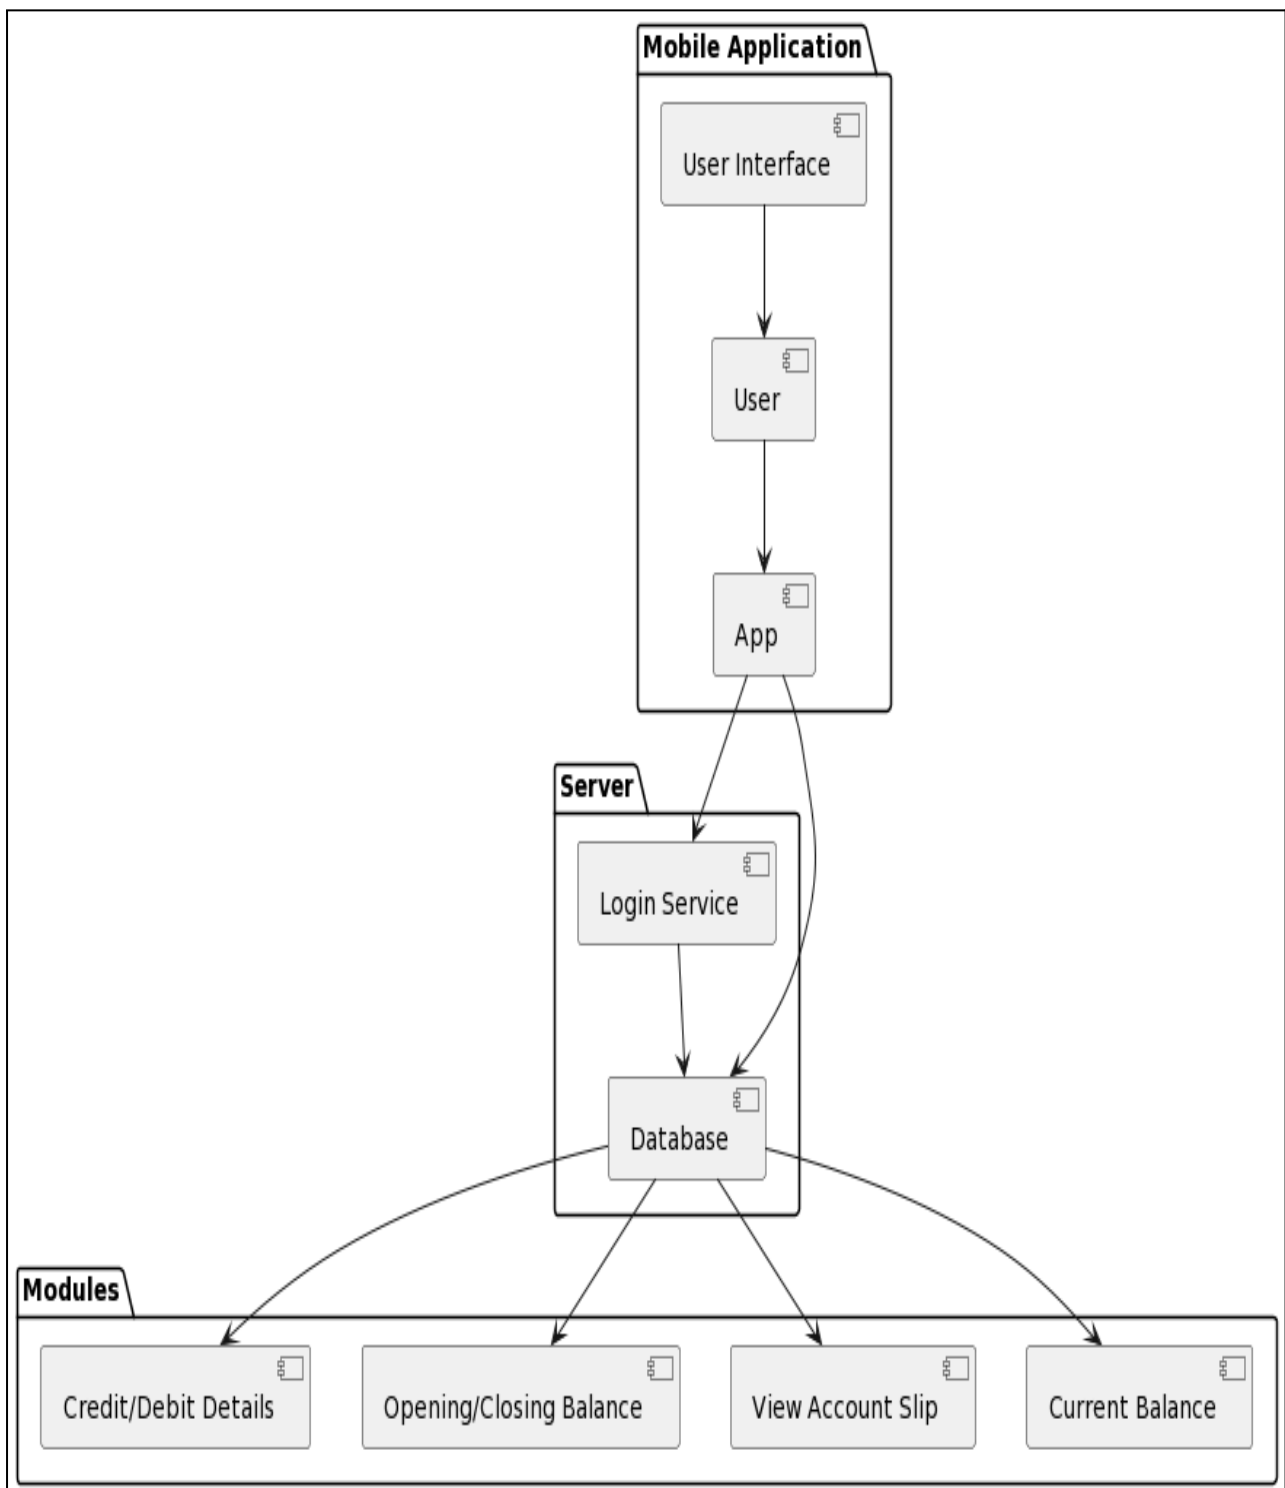 Mobile Application
User Interface
User
App
Server
Login Service
Database
Modules
Credit/Debit Details
Opening/Closing Balance
View Account Slip
Current Balance